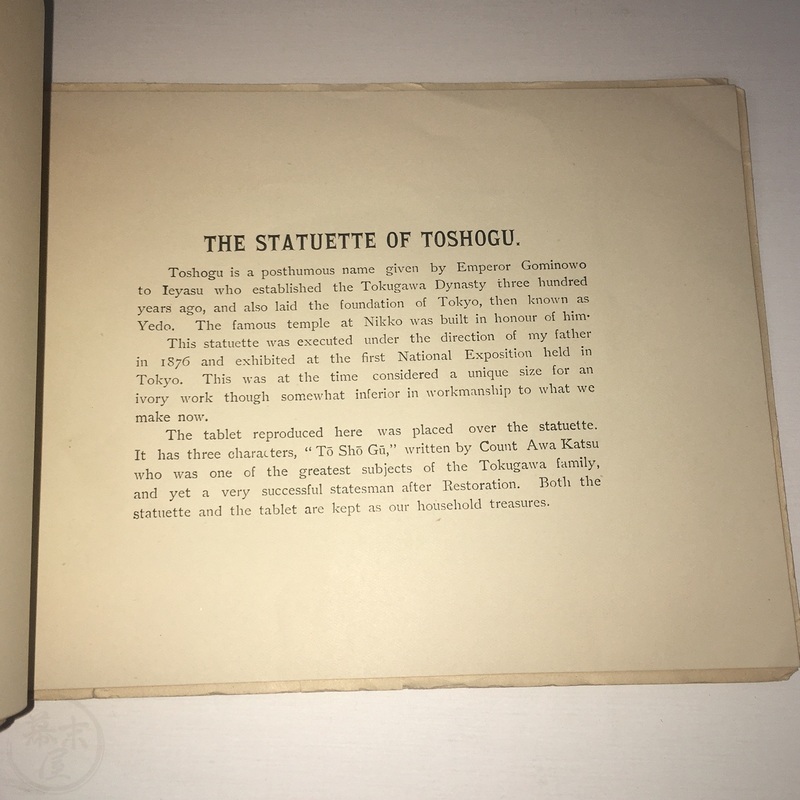 THE STATUETTE OF TOSHOGU.
Toshogu is a posthumous name given by Emperor Gominowo
to Ieyasu who established the Tokugawa Dynasty three hundred
years ago, and also laid the foundation of Tokyo, then known as
Yedo. The famous temple at Nikko was built in honour of him.
This statuette was executed under the direction of my father
in 1876 and exhibited at the first National Exposition held in
Tokyo. This was at the time considered a unique size for an
ivory work though somewhat inferior in workmanship to what we
make now.
The tablet reproduced here was placed over the statuette.
It has three characters, "Tō Shō Gū," written by Count Awa Katsu
who was one of the greatest subjects of the Tokugawa family,
and yet a very successful statesman after Restoration. Both the
statuette and the tablet are kept as our household treasures.
幕末
屋